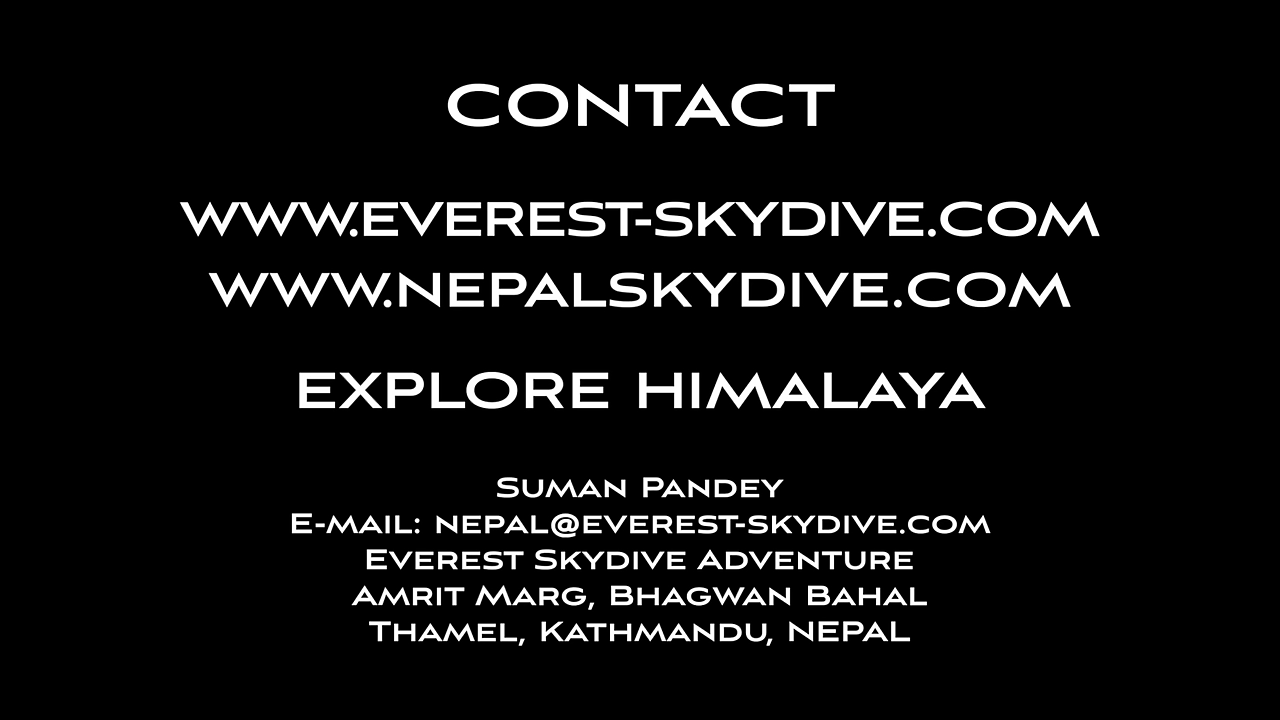 CONTACT
WWW.EVEREST-SKYDIVE.COM
WWW.NEPALSKYDIVE.COM
EXPLORE HIMALAYA
Suman Pandey
E-mail: nepal@everest-skydive.com
Everest Skydive Adventure
Amrit Marg, Bhagwan Bahal
Thamel, Kathmandu, NEPAL